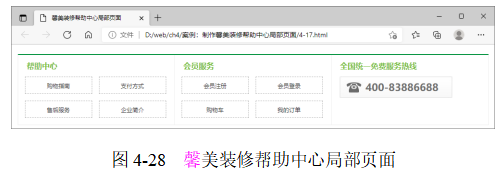 馨美装修帮助中心局部页面
文件 D:/web/ch4/案例：制作馨美装修帮助中心局部页面/4-17.html
帮助中心 会员服务 全国统一免费服务热线
购物指南 支付方式 会员注册 会员登录 400-83886688
售后服务 企业简介 购物车 我的订单
图 4-28 馨美装修帮助中心局部页面